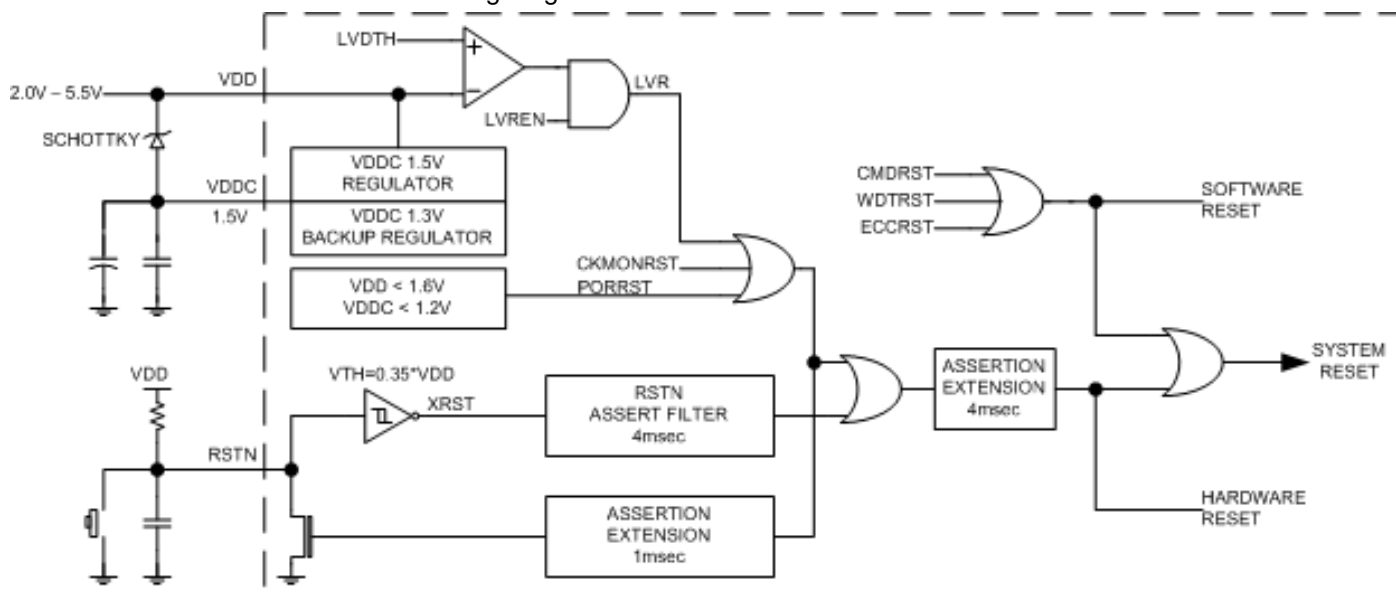 LVDTH
VDD
2.0V – 5.5V
LVR
LVREN
SCHOTTKY
VDDC 1.5V
REGULATOR
VDDC
1.5V
VDDC 1.3V
BACKUP REGULATOR
CMDRST
WDTRST
ECCRST
SOFTWARE
RESET
CKMONRST
PORRST
VDD < 1.6V
VDDC < 1.2V
VDD
VTH=0.35*VDD
XRST
RSTN
ASSERT FILTER
4msec
ASSERTION
EXTENSION
4msec
SYSTEM
RESET
RSTN
ASSERTION
EXTENSION
1msec
HARDWARE
RESET